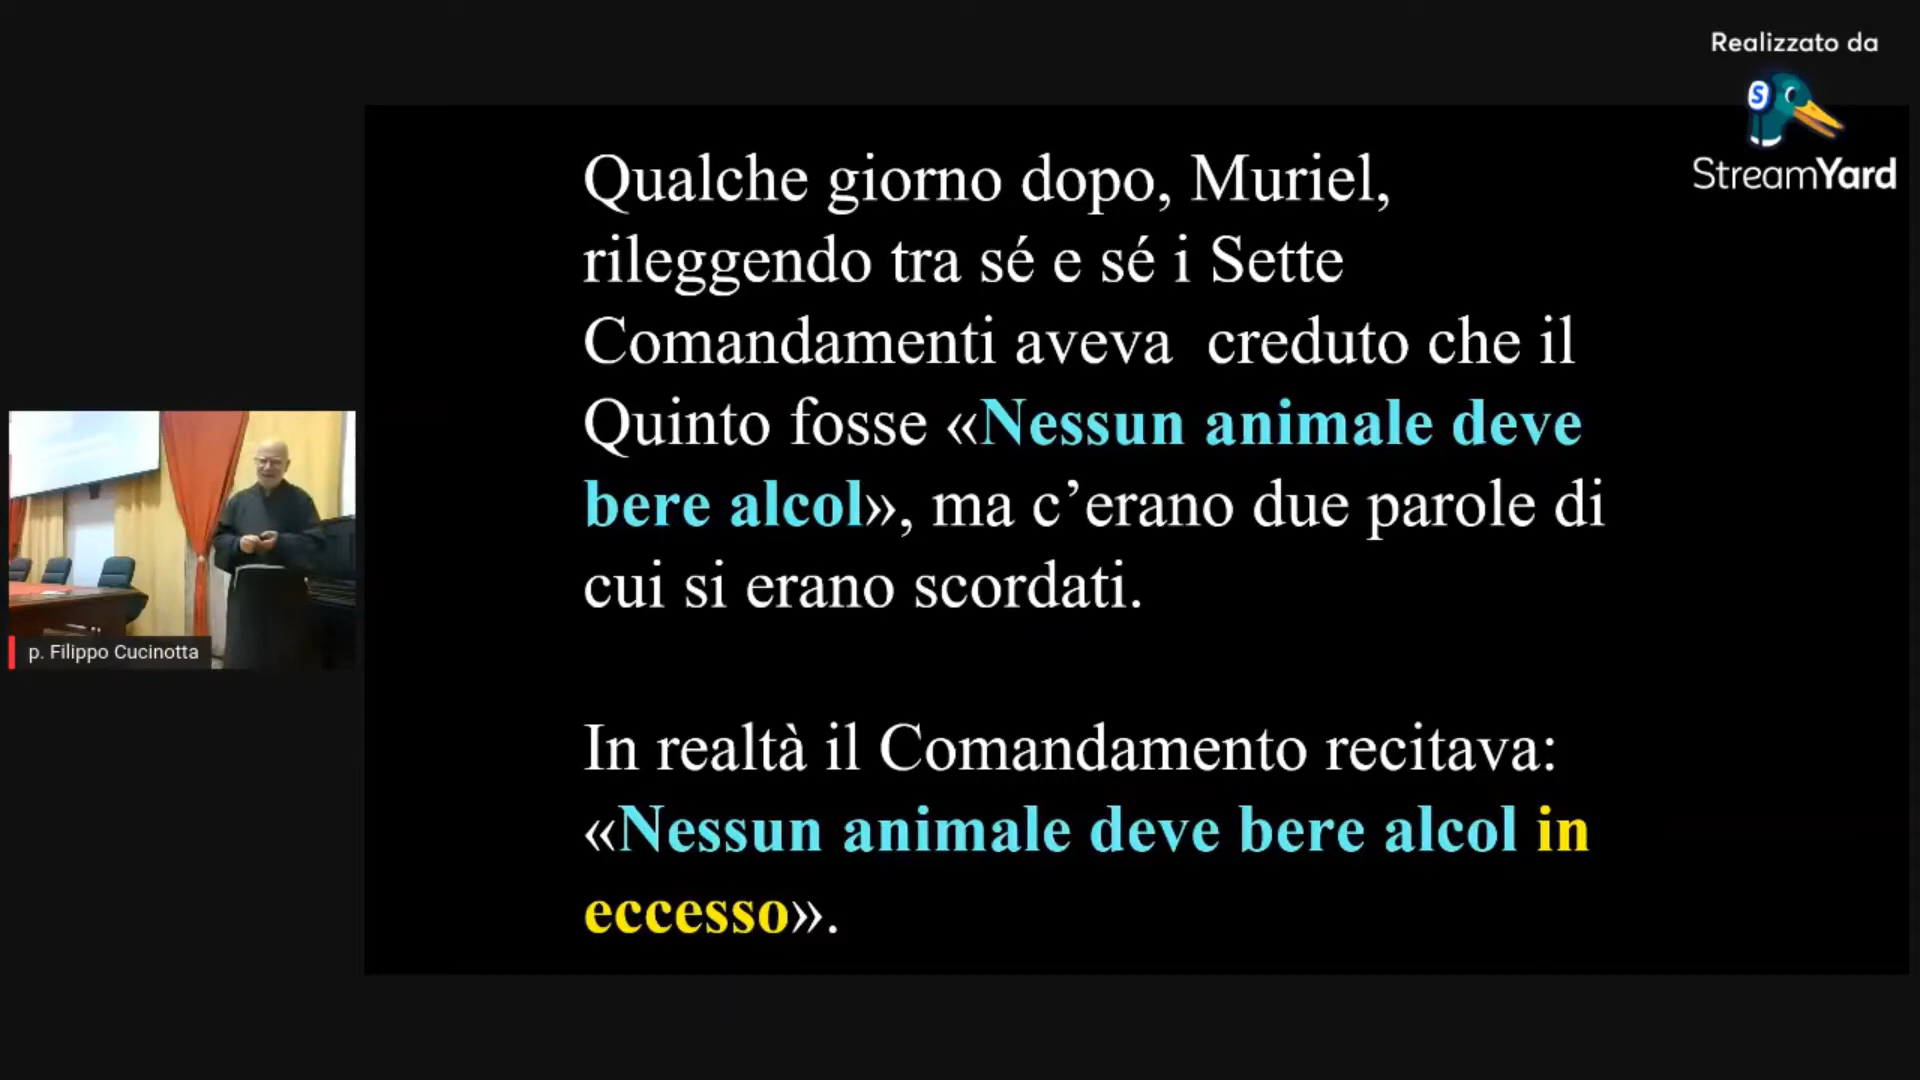 Realizzato da
StreamYard
Qualche giorno dopo, Muriel,
rileggendo tra sé e sé i Sette
Comandamenti aveva  creduto che il
Quinto fosse «Nessun animale deve
bere alcol», ma c’erano due parole di
cui si erano scordati.
In realtà il Comandamento recitava:
«Nessun animale deve bere alcol in
eccesso».
p. Filippo Cucinotta